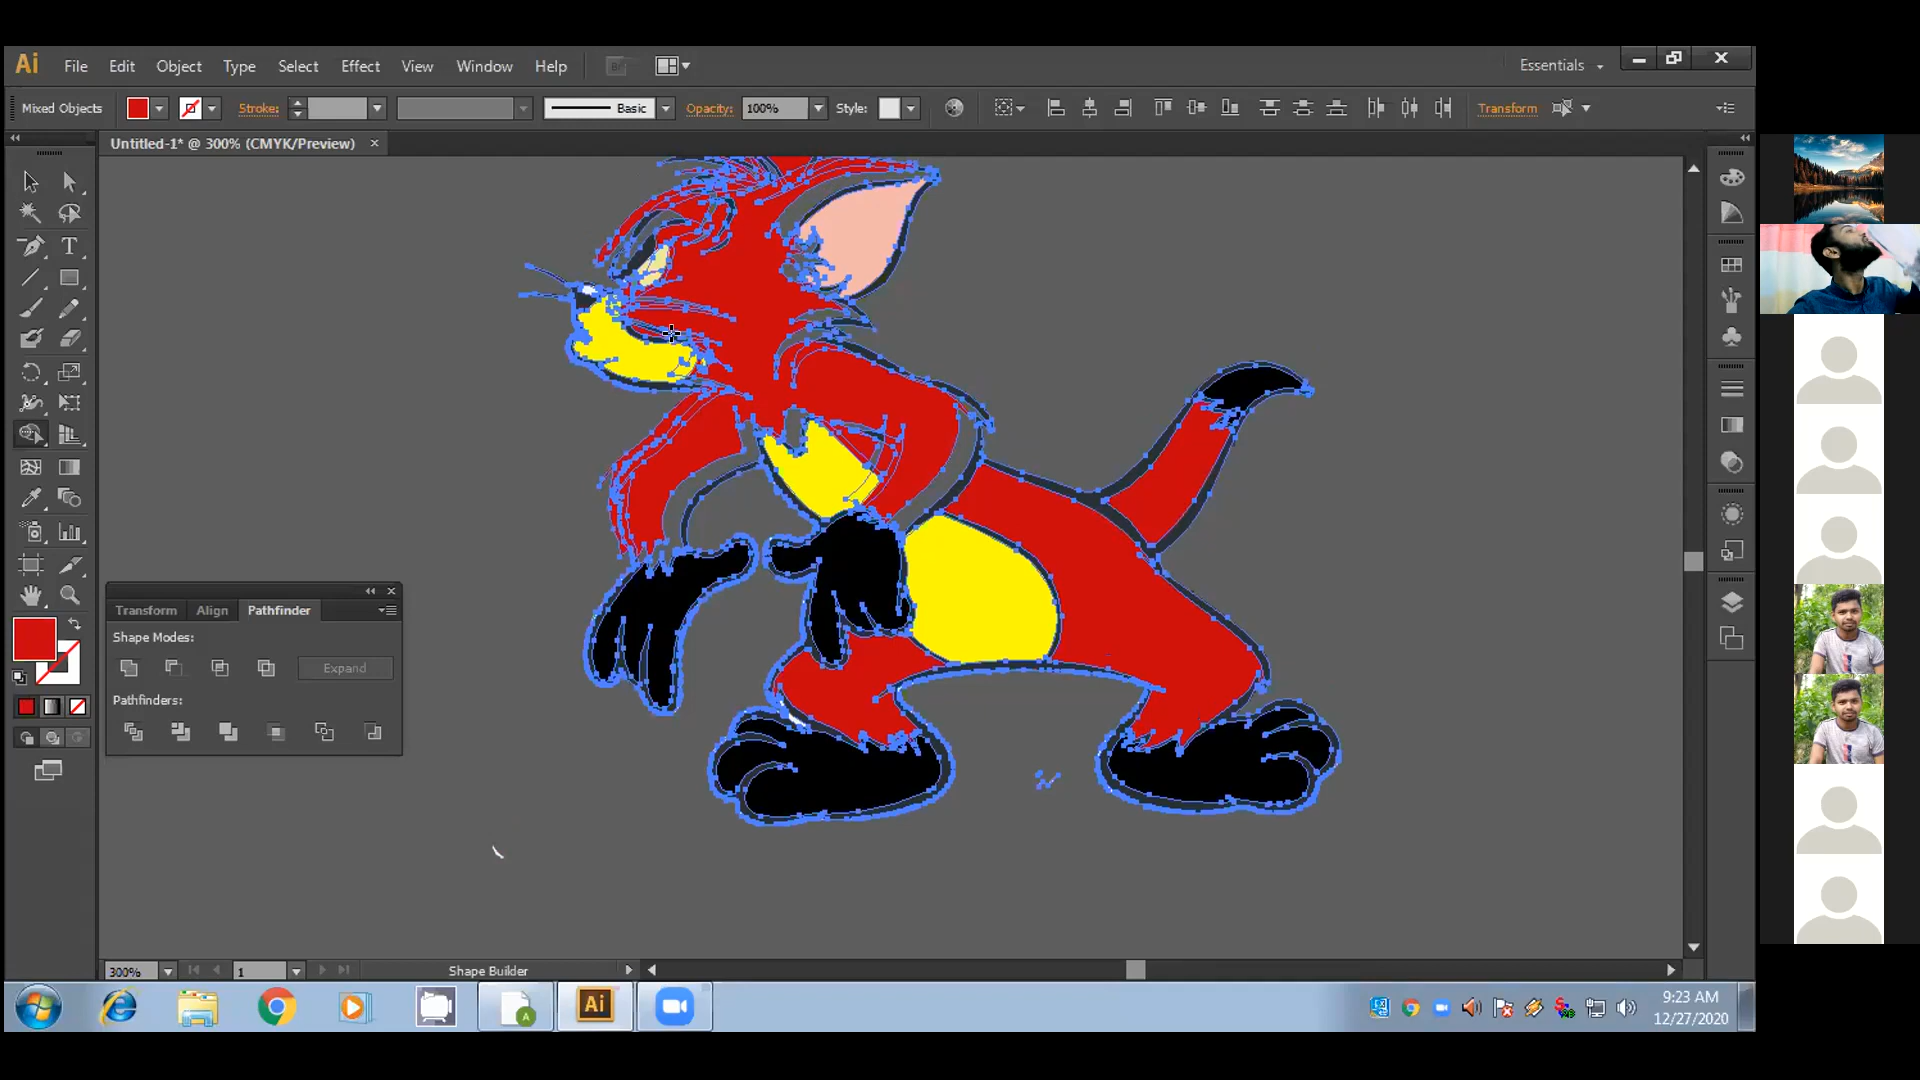 Ai File Edit Object Type Select Effect View Window Help Br Essentials
Mixed Objects Stroke: Basic Opacity: 100% Style: Transform
Untitled-1* @ 300% (CMYK/Preview)
T
Transform Align Pathfinder
Shape Modes:
Expand
Pathfinders:
300% 1 Shape Builder
A Ai
9:23 AM
12/27/2020